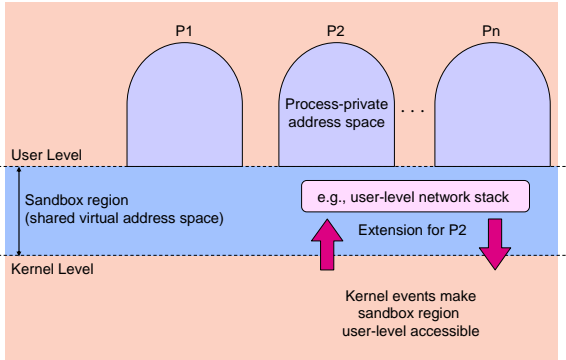 P1
P2
Pn
Process-private
address space
. . .
User Level
Sandbox region
(shared virtual address space)
e.g., user-level network stack
Extension for P2
Kernel Level
Kernel events make
sandbox region
user-level accessible